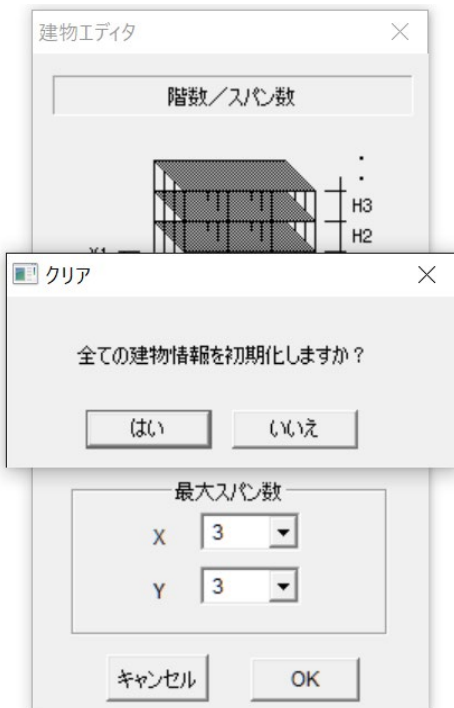 建物エディタ
階数／スパン数
H3
H2
クリア
全ての建物情報を初期化しますか？
はい
いいえ
最大スパン数
X 3
Y 3
キャンセル
OK